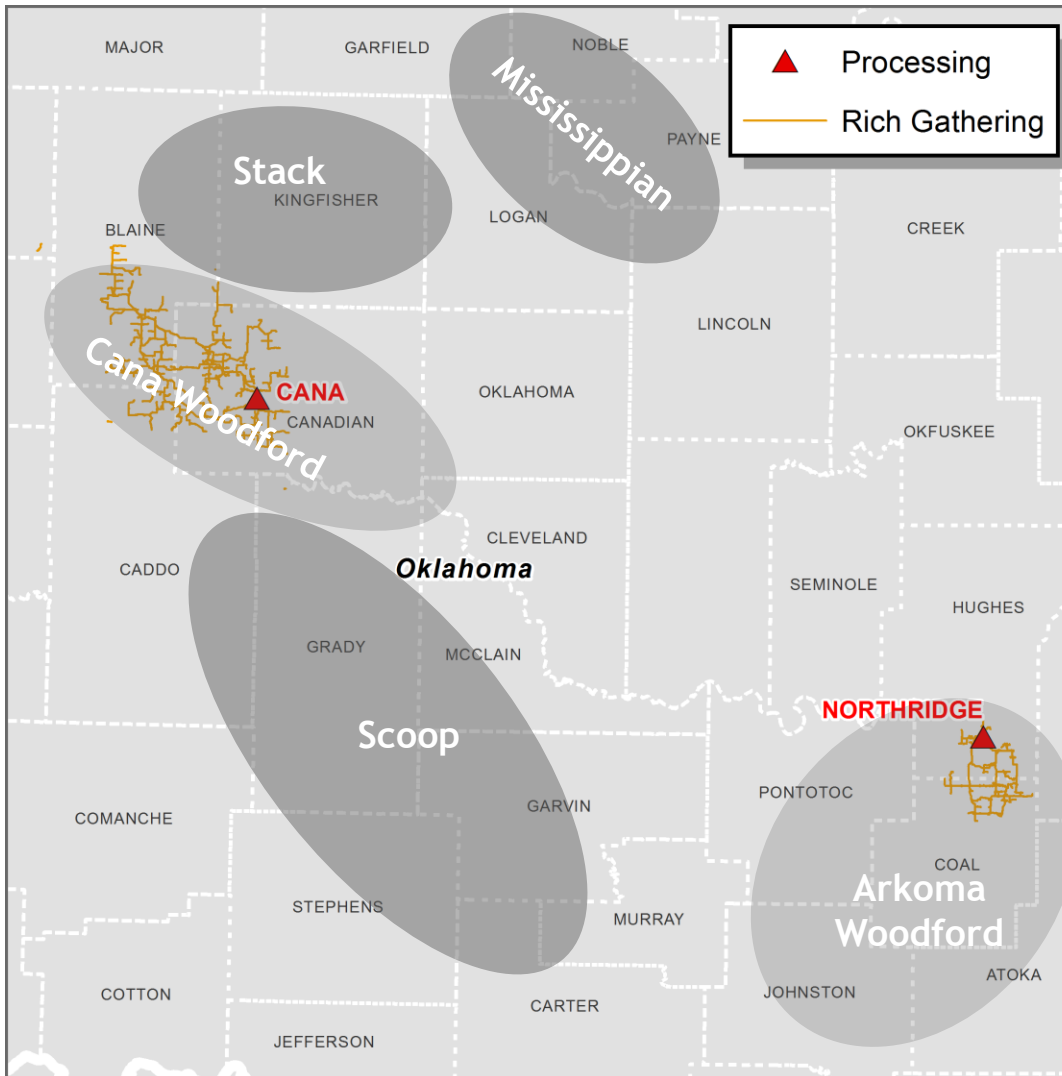 MAJOR
GARFIELD
NOBLE
Processing
Rich Gathering
Mississippian
PAYNE
Stack
KINGFISHER
LOGAN
BLAINE
CREEK
LINCOLN
Cana Woodford
CANA
CANADIAN
OKLAHOMA
OKFUSKEE
CLEVELAND
CADDO
Oklahoma
SEMINOLE
HUGHES
GRADY
MCCLAIN
NORTHRIDGE
Scoop
COMANCHE
GARVIN
PONTOTOC
COAL
Arkoma
Woodford
STEPHENS
MURRAY
ATOKA
COTTON
CARTER
JOHNSTON
JEFFERSON